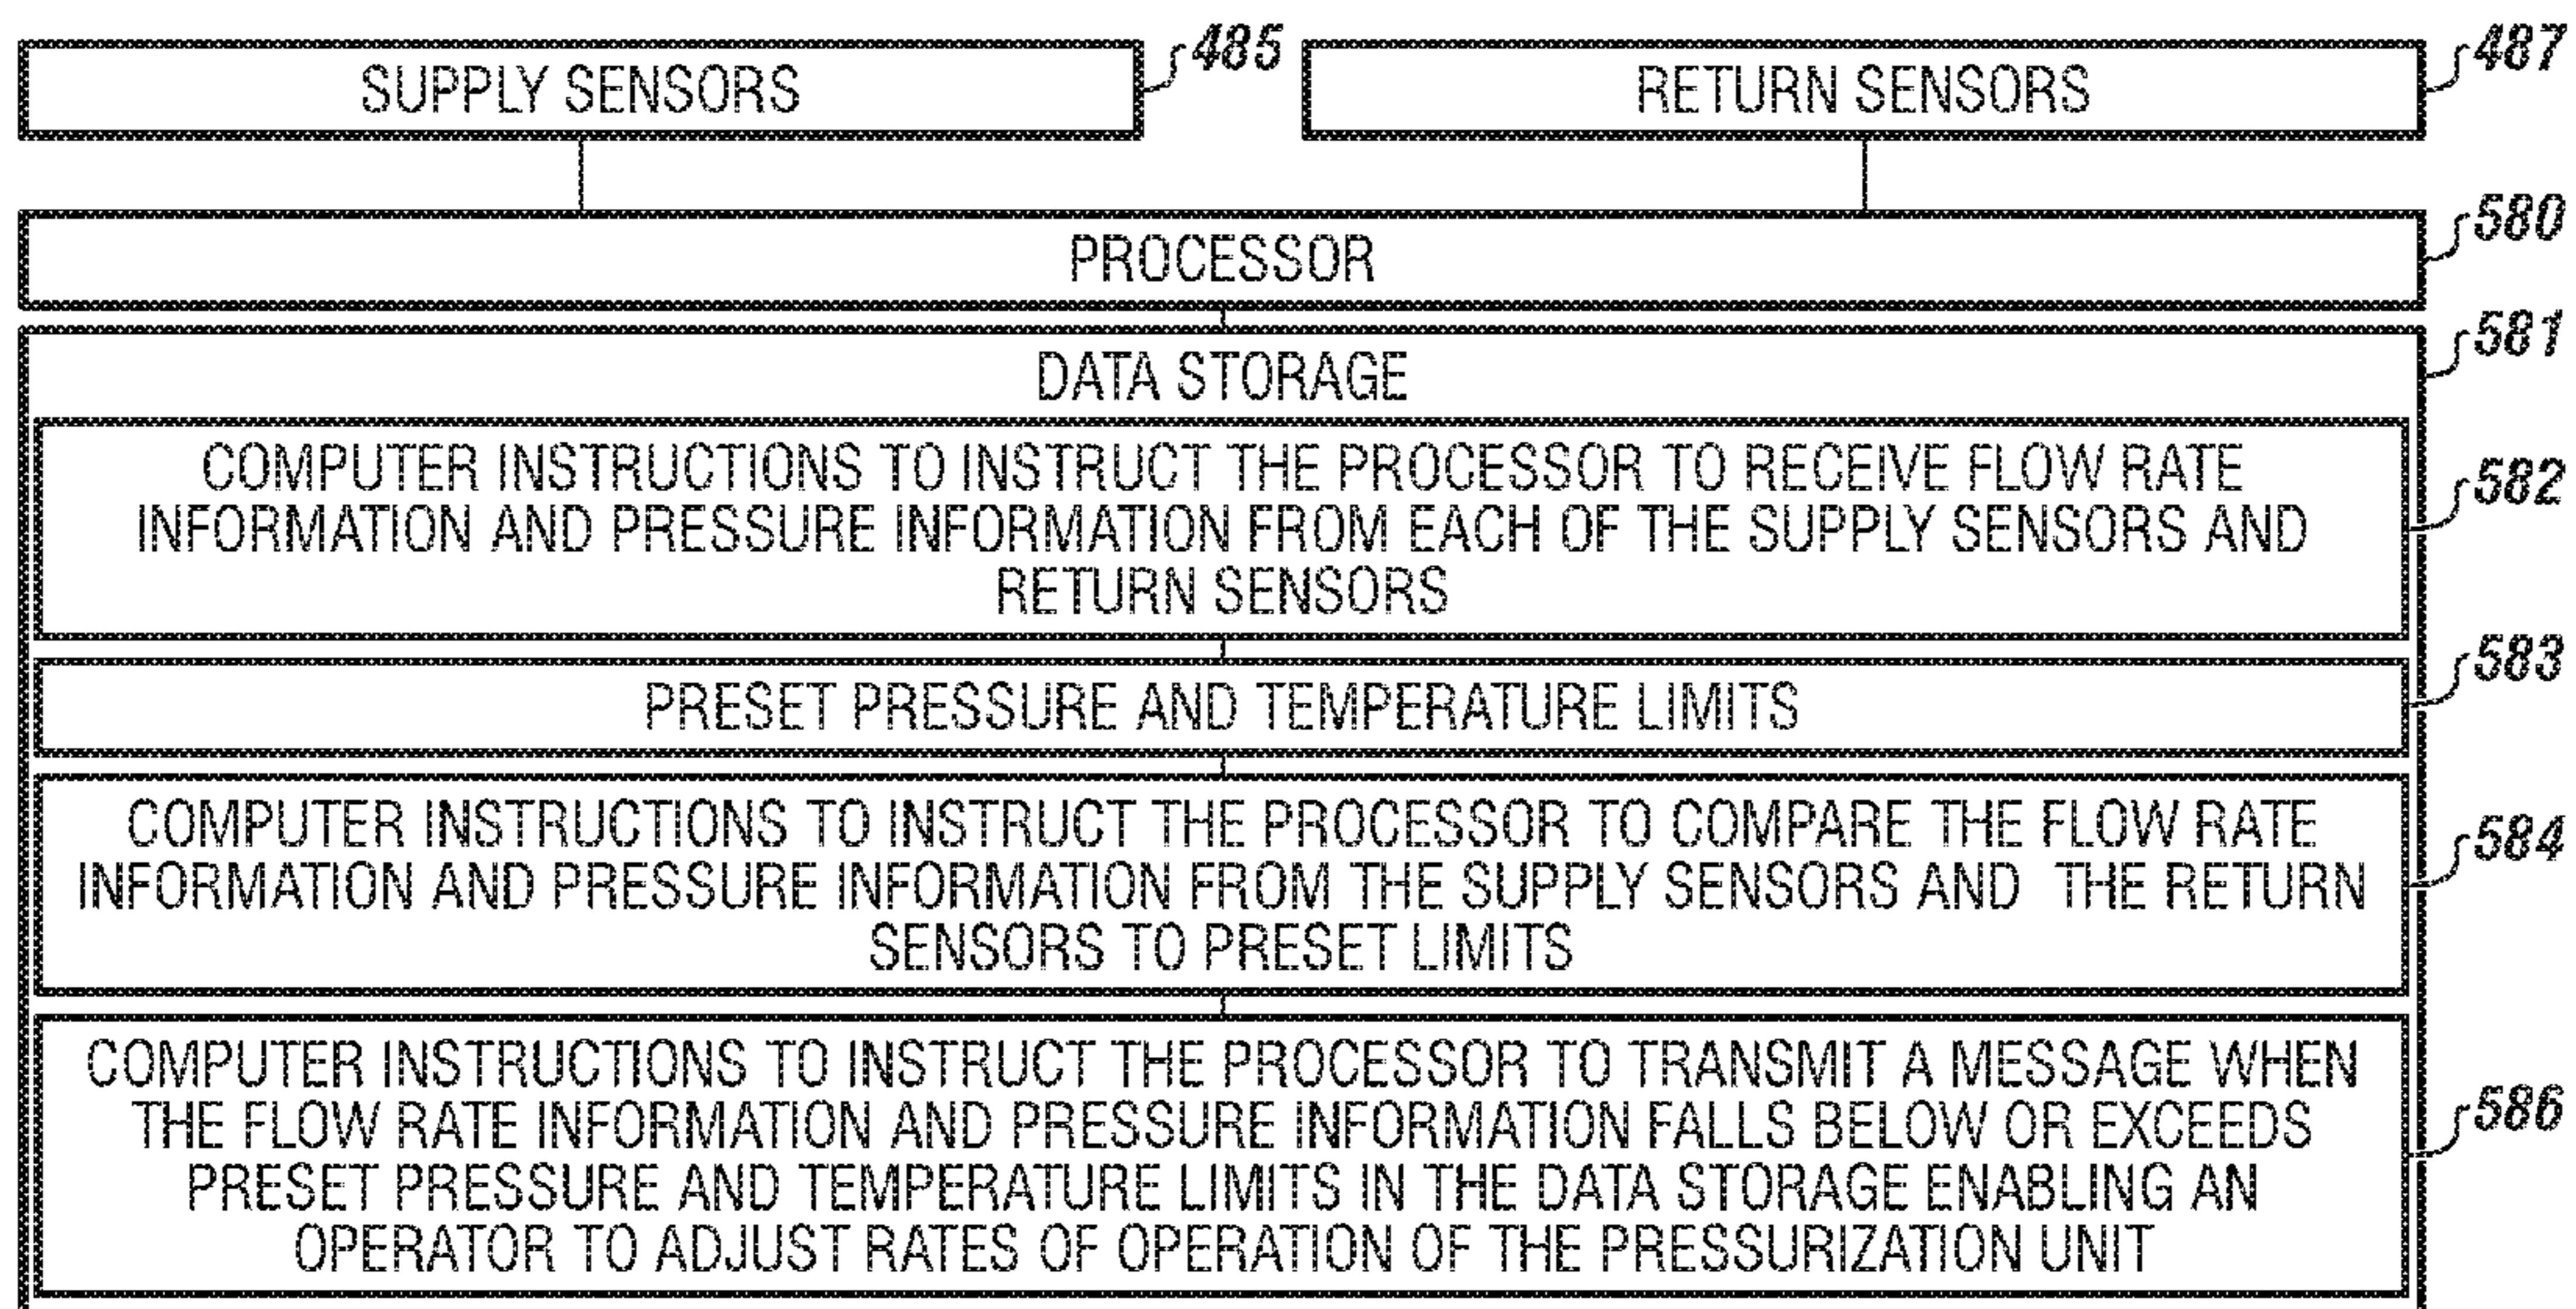 SUPPLY SENSORS
485
RETURN SENSORS
487
PROCESSOR
580
DATA STORAGE
581
COMPUTER INSTRUCTIONS TO INSTRUCT THE PROCESSOR TO RECEIVE FLOW RATE
INFORMATION AND PRESSURE INFORMATION FROM EACH OF THE SUPPLY SENSORS AND
RETURN SENSORS
582
PRESET PRESSURE AND TEMPERATURE LIMITS
583
COMPUTER INSTRUCTIONS TO INSTRUCT THE PROCESSOR TO COMPARE THE FLOW RATE
INFORMATION AND PRESSURE INFORMATION FROM THE SUPPLY SENSORS AND THE RETURN
SENSORS TO PRESET LIMITS
584
COMPUTER INSTRUCTIONS TO INSTRUCT THE PROCESSOR TO TRANSMIT A MESSAGE WHEN
THE FLOW RATE INFORMATION AND PRESSURE INFORMATION FALLS BELOW OR EXCEEDS
PRESET PRESSURE AND TEMPERATURE LIMITS IN THE DATA STORAGE ENABLING AN
OPERATOR TO ADJUST RATES OF OPERATION OF THE PRESSURIZATION UNIT
586